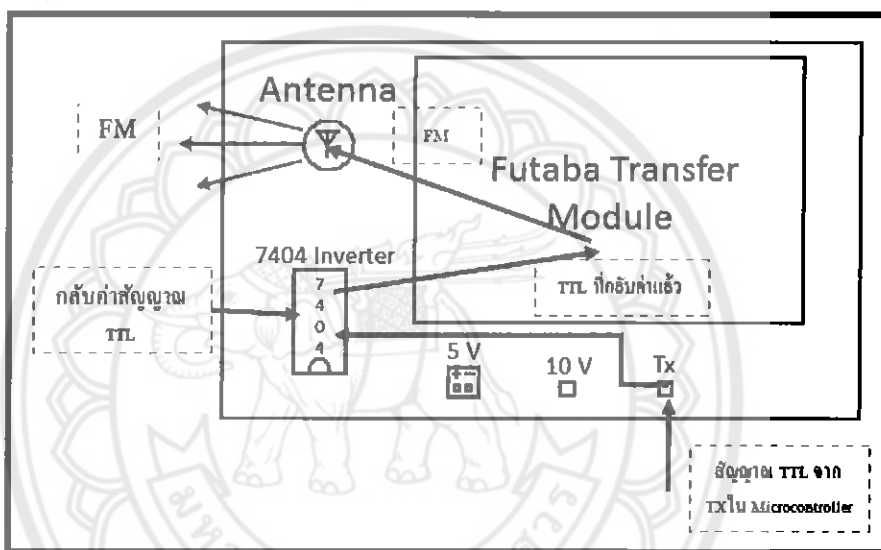 Antenna
FM
FM
Futaba Transfer
Module
7404 Inverter
7
4
0
4
กลับค่าสัญญาณ
TTL
TTL ที่กลับค่าแล้ว
5 V
10 V
Tx
สัญญาณ TTL จาก
TXใน Microcontroller